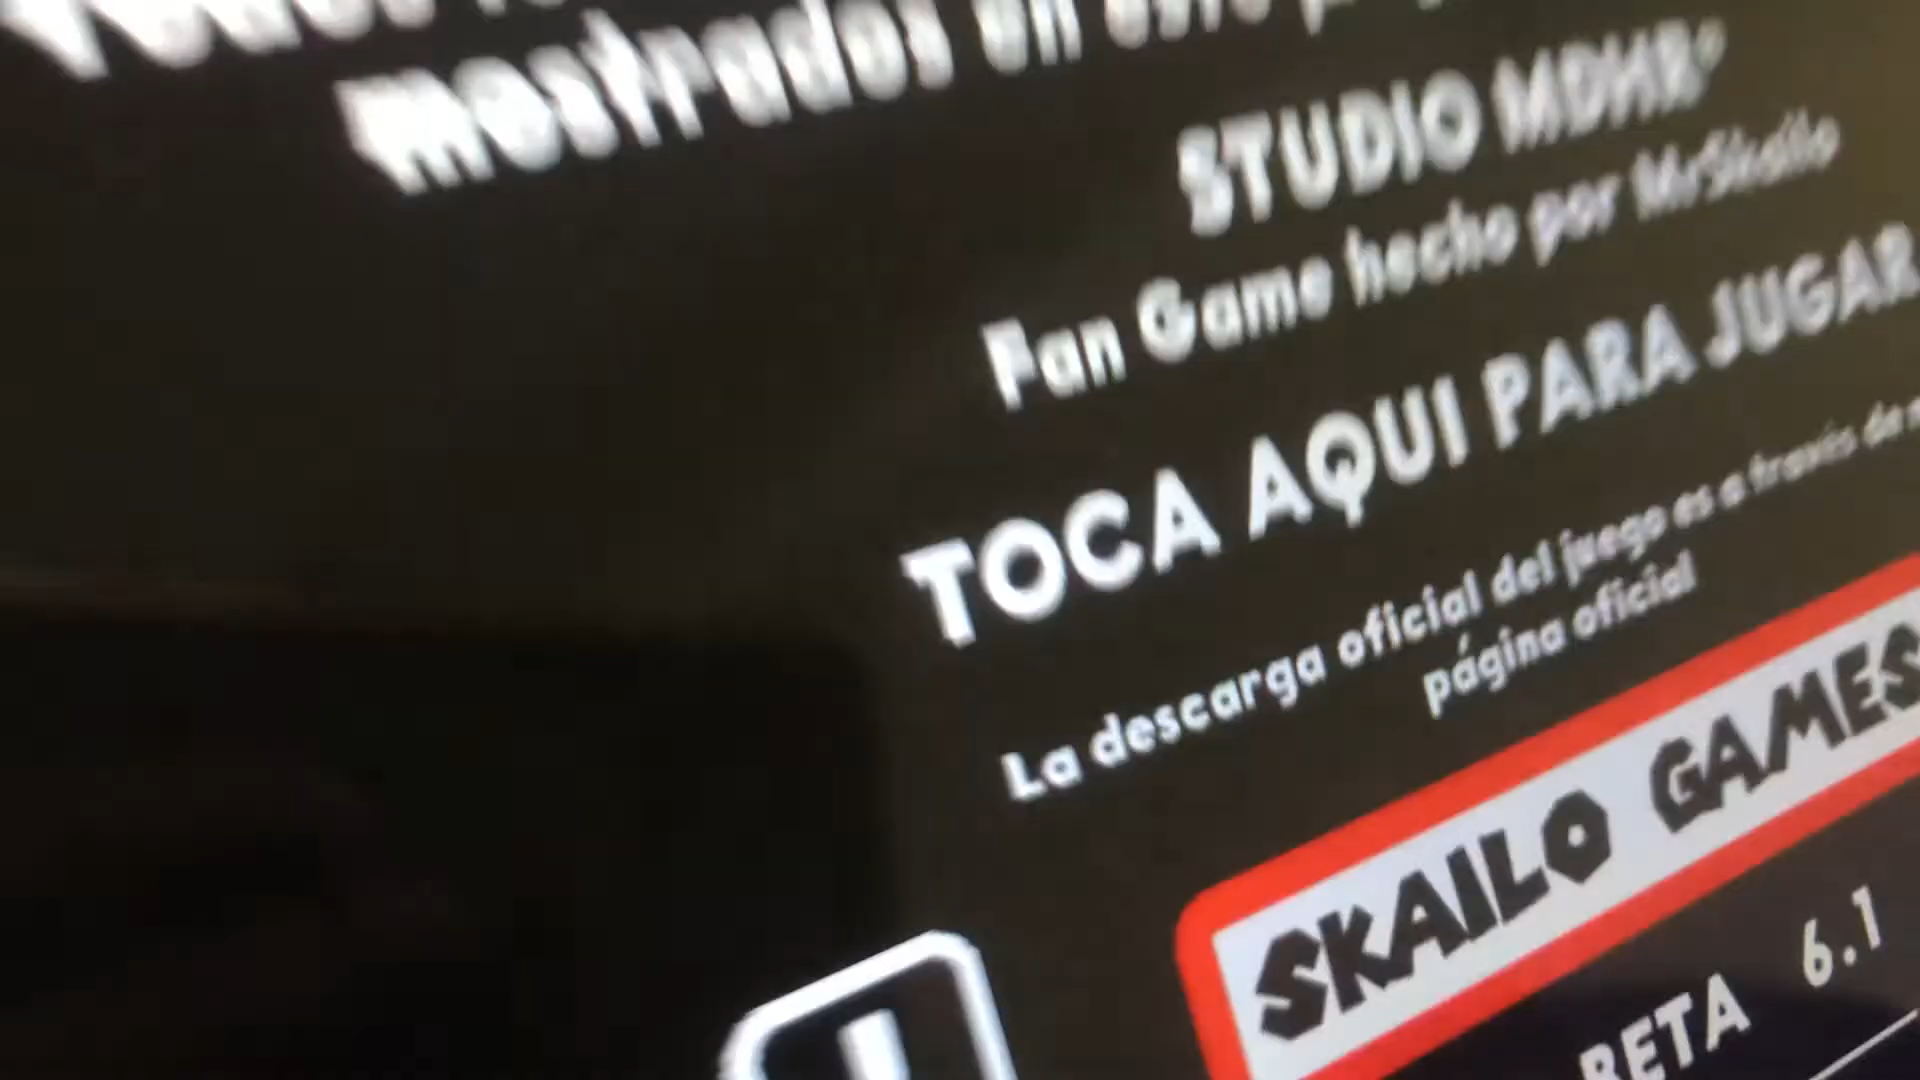 mostrados en este
STUDIO MDHR
Fan Game hecho por MrSkailo
TOCA AQUI PARA JUGAR
La descarga oficial del juego es a través de
página oficial
SKAILO GAMES
BETA 6.1